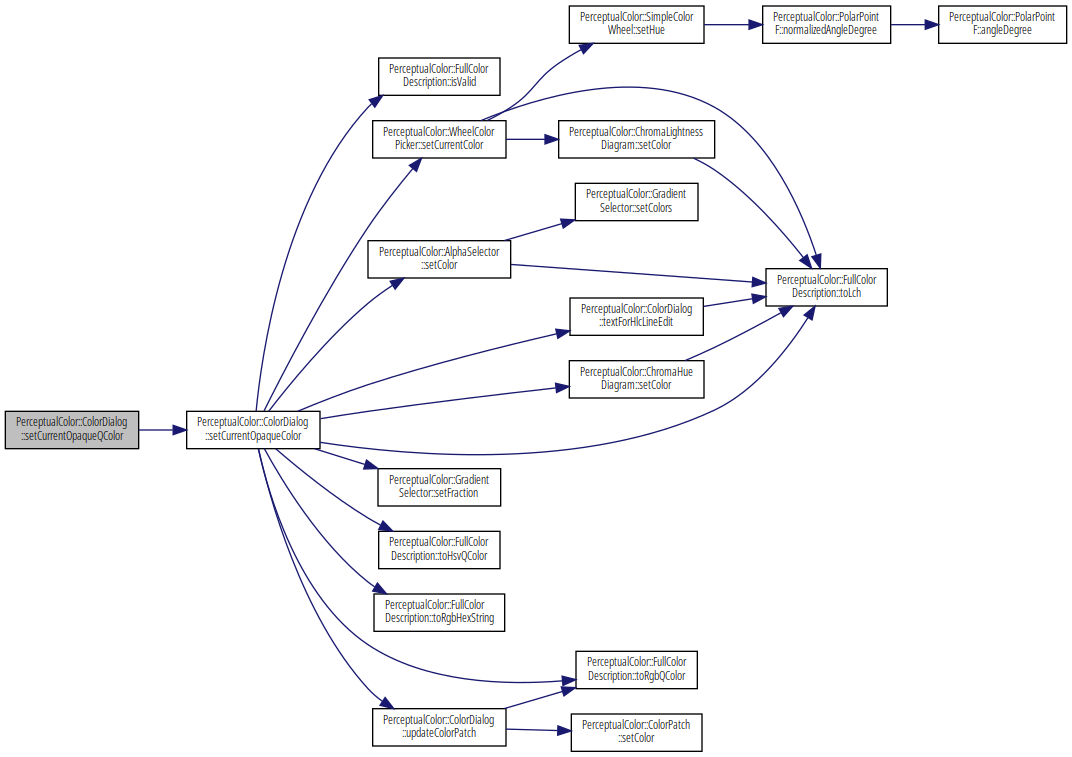 PerceptualColor::SimpleColor
Wheel::setHue
PerceptualColor::PolarPoint
F::normalizedAngleDegree
PerceptualColor::PolarPoint
F::angleDegree
PerceptualColor::FullColor
Description::isValid
PerceptualColor::WheelColor
Picker::setCurrentColor
PerceptualColor::ChromaLightness
Diagram::setColor
PerceptualColor::Gradient
Selector::setColors
PerceptualColor::AlphaSelector
::setColor
PerceptualColor::FullColor
Description::toLch
PerceptualColor::ColorDialog
::textForHlcLineEdit
PerceptualColor::ChromaHue
Diagram::setColor
PerceptualColor::ColorDialog
::setCurrentOpaqueQColor
PerceptualColor::ColorDialog
::setCurrentOpaqueColor
PerceptualColor::Gradient
Selector::setFraction
PerceptualColor::FullColor
Description::toHsvQColor
PerceptualColor::FullColor
Description::toRgbHexString
PerceptualColor::FullColor
Description::toRgbQColor
PerceptualColor::ColorDialog
::updateColorPatch
PerceptualColor::ColorPatch
::setColor